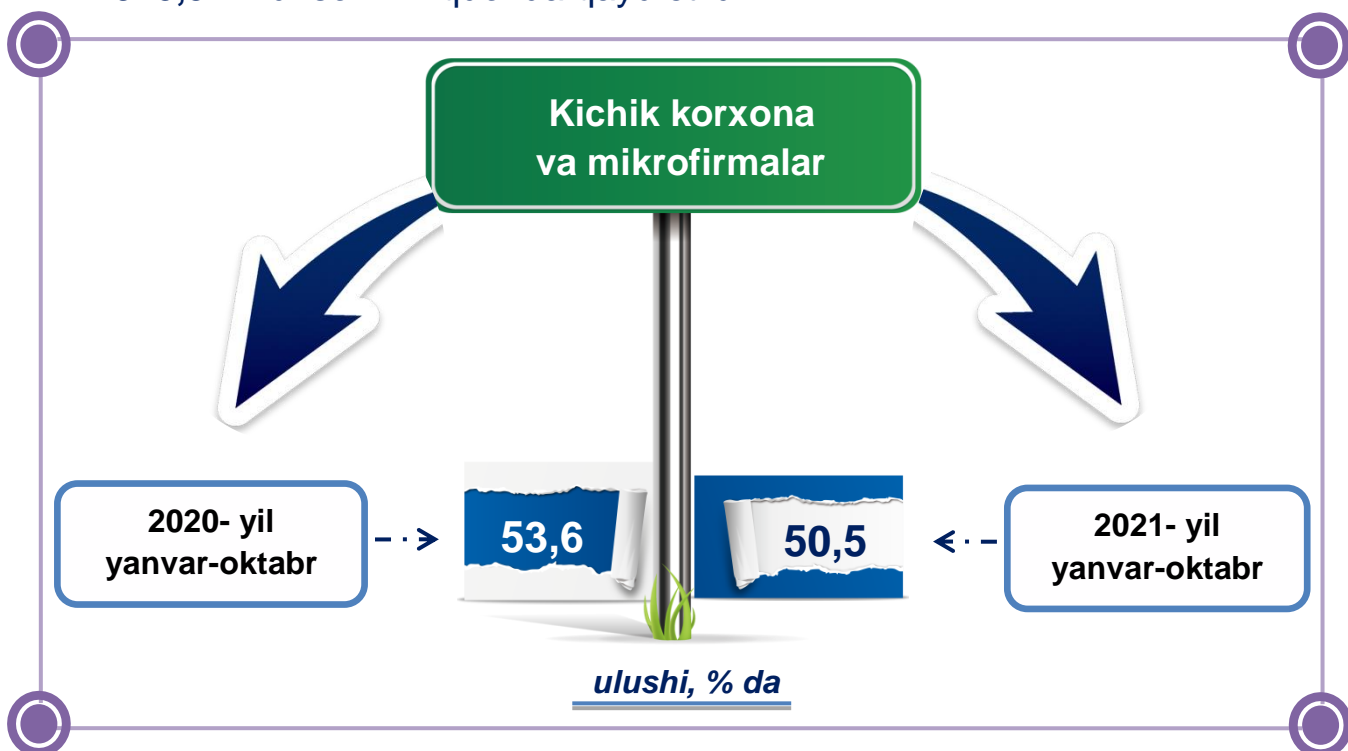 Kichik korxona
va mikrofirmalar
2020- yil
yanvar-oktabr
53,6
50,5
2021- yil
yanvar-oktabr
ulushi, % da